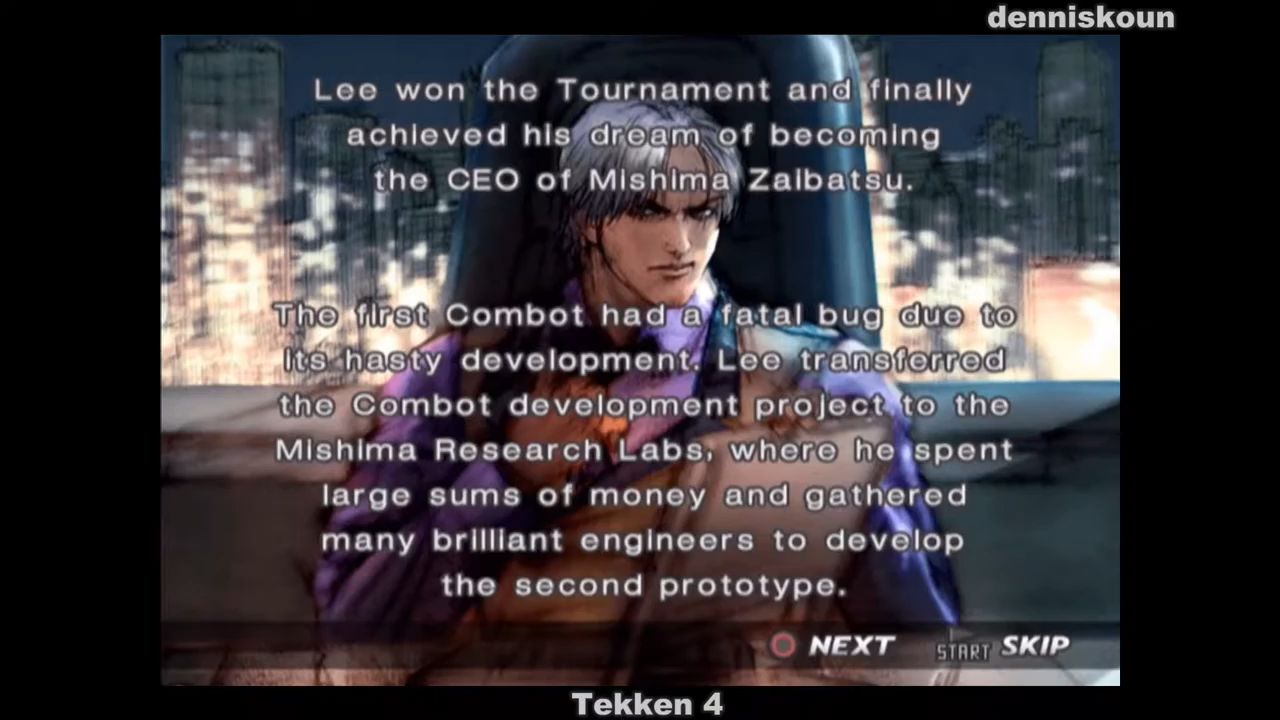 denniskoun
Lee won the Tournament and finally
achieved his dream of becoming
the CEO of Mishima Zaibatsu.
The first Combot had a fatal bug due to
its hasty development. Lee transferred
the Combot development project to the
Mishima Research Labs, where he spent
large sums of money and gathered
many brilliant engineers to develop
the second prototype.
NEXT START SKIP
Tekken 4